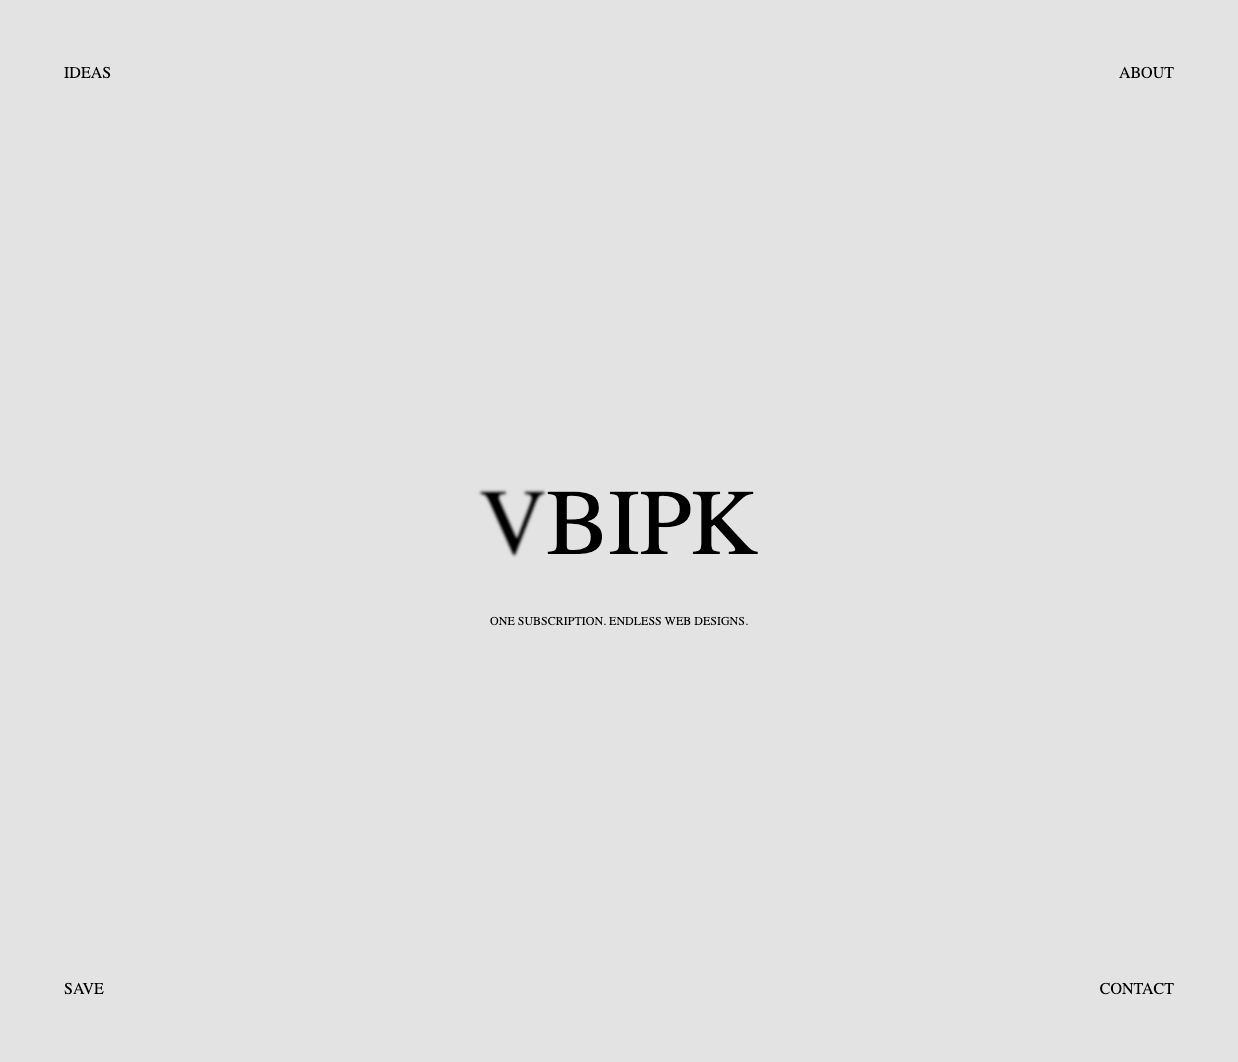 IDEAS
ABOUT
VBIPK
ONE SUBSCRIPTION. ENDLESS WEB DESIGNS.
SAVE
CONTACT